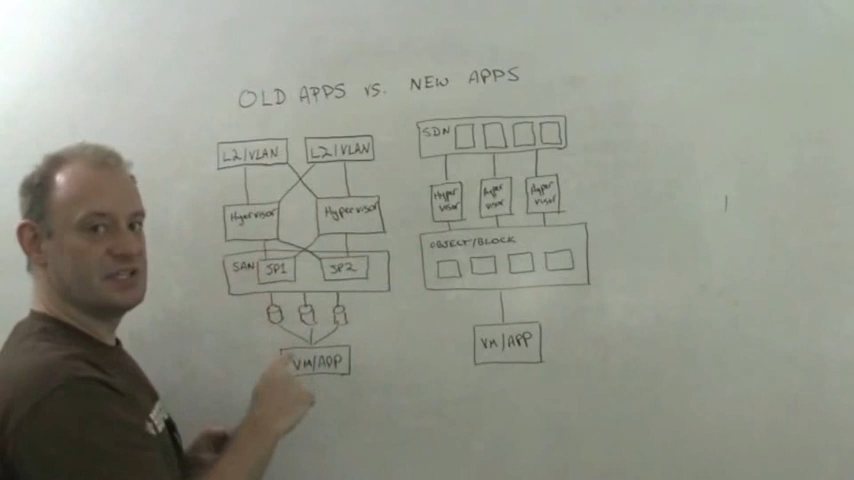 OLD APPS VS. NEW APPS
L2/VLAN L2/VLAN
Hypervisor Hypervisor
SAN SP1 SP2
VM/APP
SDN
Hyper Hyper Hyper
visor visor visor
OBJECT/BLOCK
VM/APP